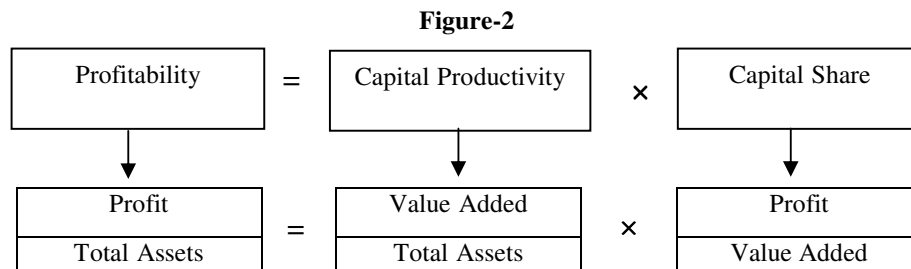 Figure-2
Profitability = Capital Productivity × Capital Share
Profit = Value Added × Profit
Total Assets Total Assets Value Added